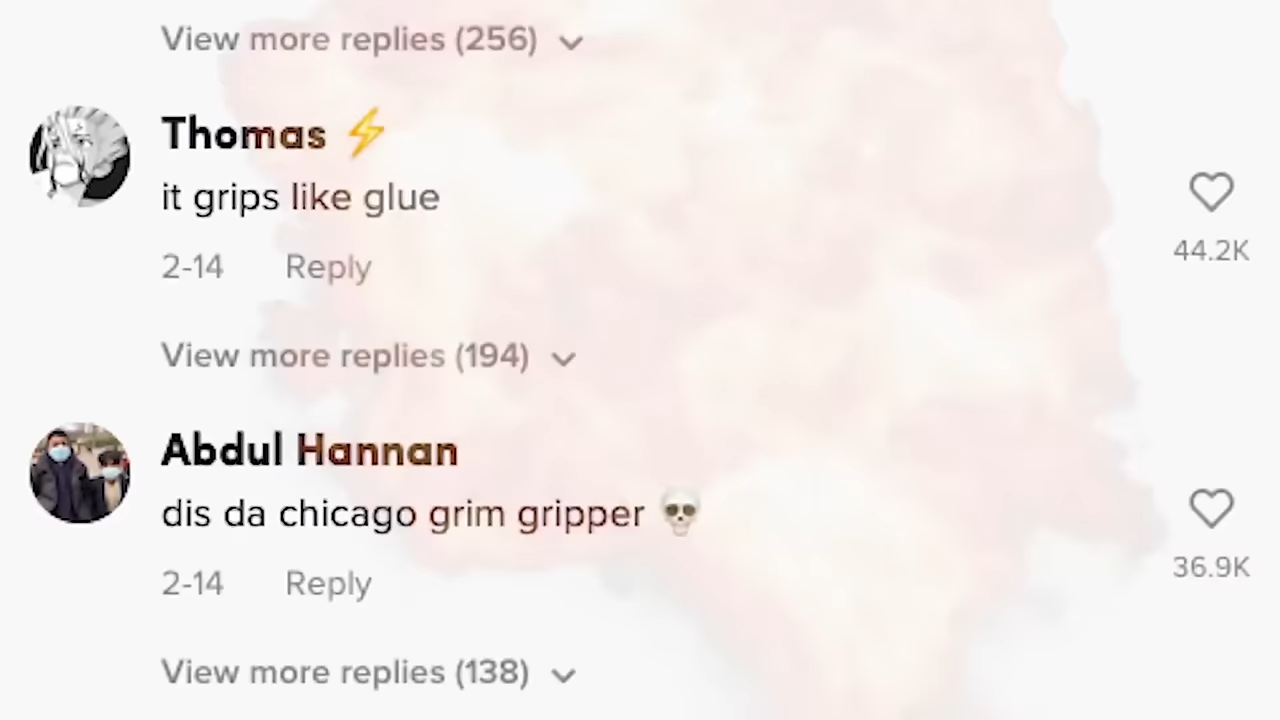 View more replies (256)
Thomas ⚡
it grips like glue
44.2K
2-14 Reply
View more replies (194)
Abdul Hannan
dis da chicago grim gripper 💀
36.9K
2-14 Reply
View more replies (138)